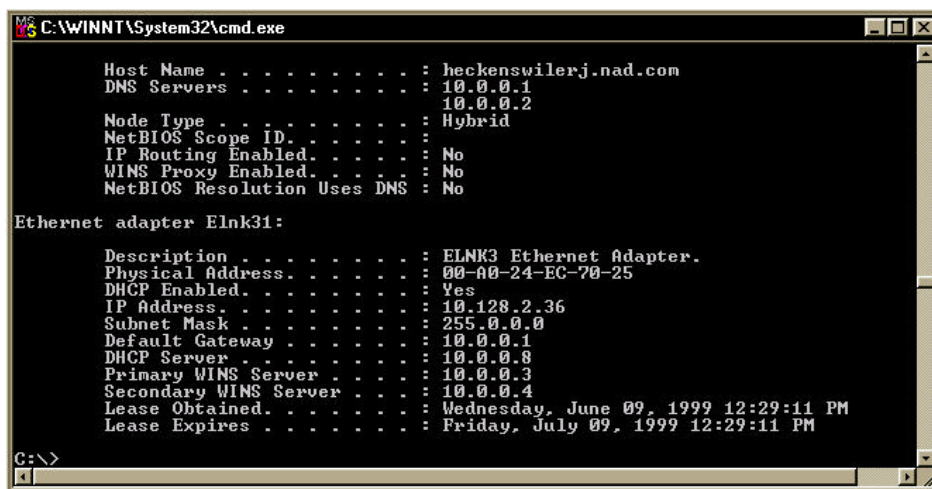 C:\WINNT\System32\cmd.exe
Host Name . . . . . . . . . : heckenswilerj.nad.com
DNS Servers . . . . . . . . : 10.0.0.1
10.0.0.2
Node Type . . . . . . . . . : Hybrid
NetBIOS Scope ID. . . . . . :
IP Routing Enabled. . . . . : No
WINS Proxy Enabled. . . . . : No
NetBIOS Resolution Uses DNS : No
Ethernet adapter Elnk31:
Description . . . . . . . . : ELNK3 Ethernet Adapter.
Physical Address. . . . . . : 00-A0-24-EC-70-25
DHCP Enabled. . . . . . . . : Yes
IP Address. . . . . . . . . : 10.128.2.36
Subnet Mask . . . . . . . . : 255.0.0.0
Default Gateway . . . . . . : 10.0.0.1
DHCP Server . . . . . . . . : 10.0.0.8
Primary WINS Server . . . . : 10.0.0.3
Secondary WINS Server . . . : 10.0.0.4
Lease Obtained. . . . . . . : Wednesday, June 09, 1999 12:29:11 PM
Lease Expires . . . . . . . : Friday, July 09, 1999 12:29:11 PM
C:\>